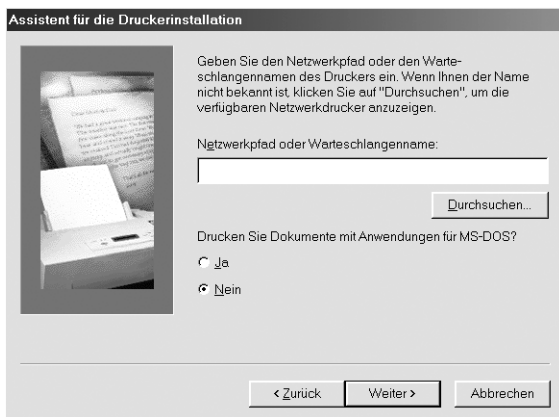 Assistent für die Druckerinstallation
Geben Sie den Netzwerkpfad oder den Warte-
schlangennamen des Druckers ein. Wenn Ihnen der Name
nicht bekannt ist, klicken Sie auf "Durchsuchen", um die
verfügbaren Netzwerkdrucker anzuzeigen.
Netzwerkpfad oder Warteschlangenname:
Durchsuchen...
Drucken Sie Dokumente mit Anwendungen für MS-DOS?
Ja
Nein
< Zurück
Weiter >
Abbrechen